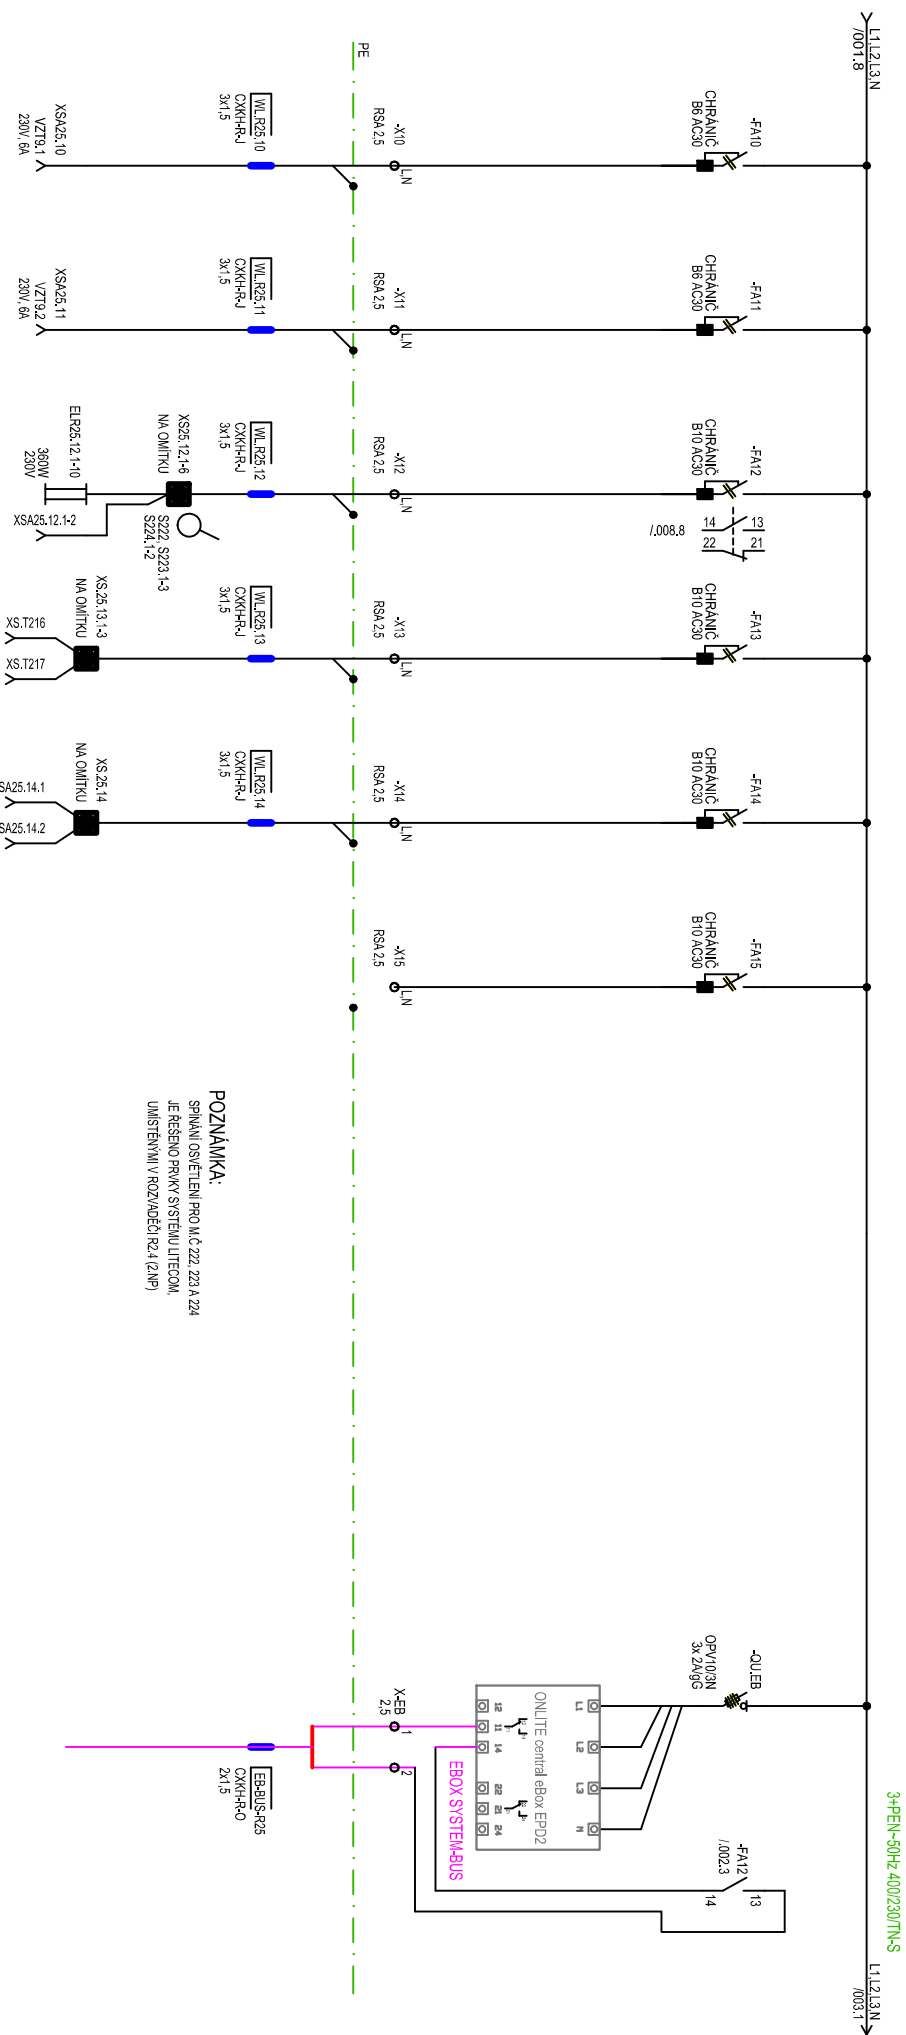 L1,L2,L3,N
/001.8
3+PEN~50Hz 400/230/TN-S
L1,L2,L3,N
/003.1
-FA10
CHRÁNIČ
B6 AC30
-FA11
CHRÁNIČ
B6 AC30
-FA12
CHRÁNIČ
B10 AC30
13
14
21
22
/.008.8
-FA13
CHRÁNIČ
B10 AC30
-FA14
CHRÁNIČ
B10 AC30
-FA15
CHRÁNIČ
B10 AC30
-QU.EB
OPV10/3N
3x 2A/gG
-FA12
/.002.3
13
14
L1
L2
L3
N
ONLITE central eBox EPD2
12
11
14
22
21
24
EBOX SYSTEM-BUS
-X10
RSA 2,5
L,N
-X11
RSA 2,5
L,N
-X12
RSA 2,5
L,N
-X13
RSA 2,5
L,N
-X14
RSA 2,5
L,N
-X15
RSA 2,5
L,N
X-EB
2,5
1
2
PE
WL.R25.10
CXKH-R-J
3x1,5
WL.R25.11
CXKH-R-J
3x1,5
WL.R25.12
CXKH-R-J
3x1,5
WL.R25.13
CXKH-R-J
3x1,5
WL.R25.14
CXKH-R-J
3x1,5
EB-BUS-R25
CXKH-R-O
2x1,5
XS25.12.1-6
NA OMÍTKU
S222, S223.1-3
S224.1-2
XS.25.13.1-3
NA OMÍTKU
XS.25.14
NA OMÍTKU
XSA25.10
VZT9.1
230V, 6A
XSA25.11
VZT9.2
230V, 6A
ELR25.12.1-10
360W
230V
XSA25.12.1-2
XS.T216
XS.T217
SA25.14.1
SA25.14.2
POZNÁMKA:
SPÍNÁNÍ OSVĚTLENÍ PRO M.Č 222, 223 A 224
JE ŘEŠENO PRVKY SYSTÉMU LITECOM,
UMÍSTĚNÝMI V ROZVADĚČI R2.4 (2.NP)